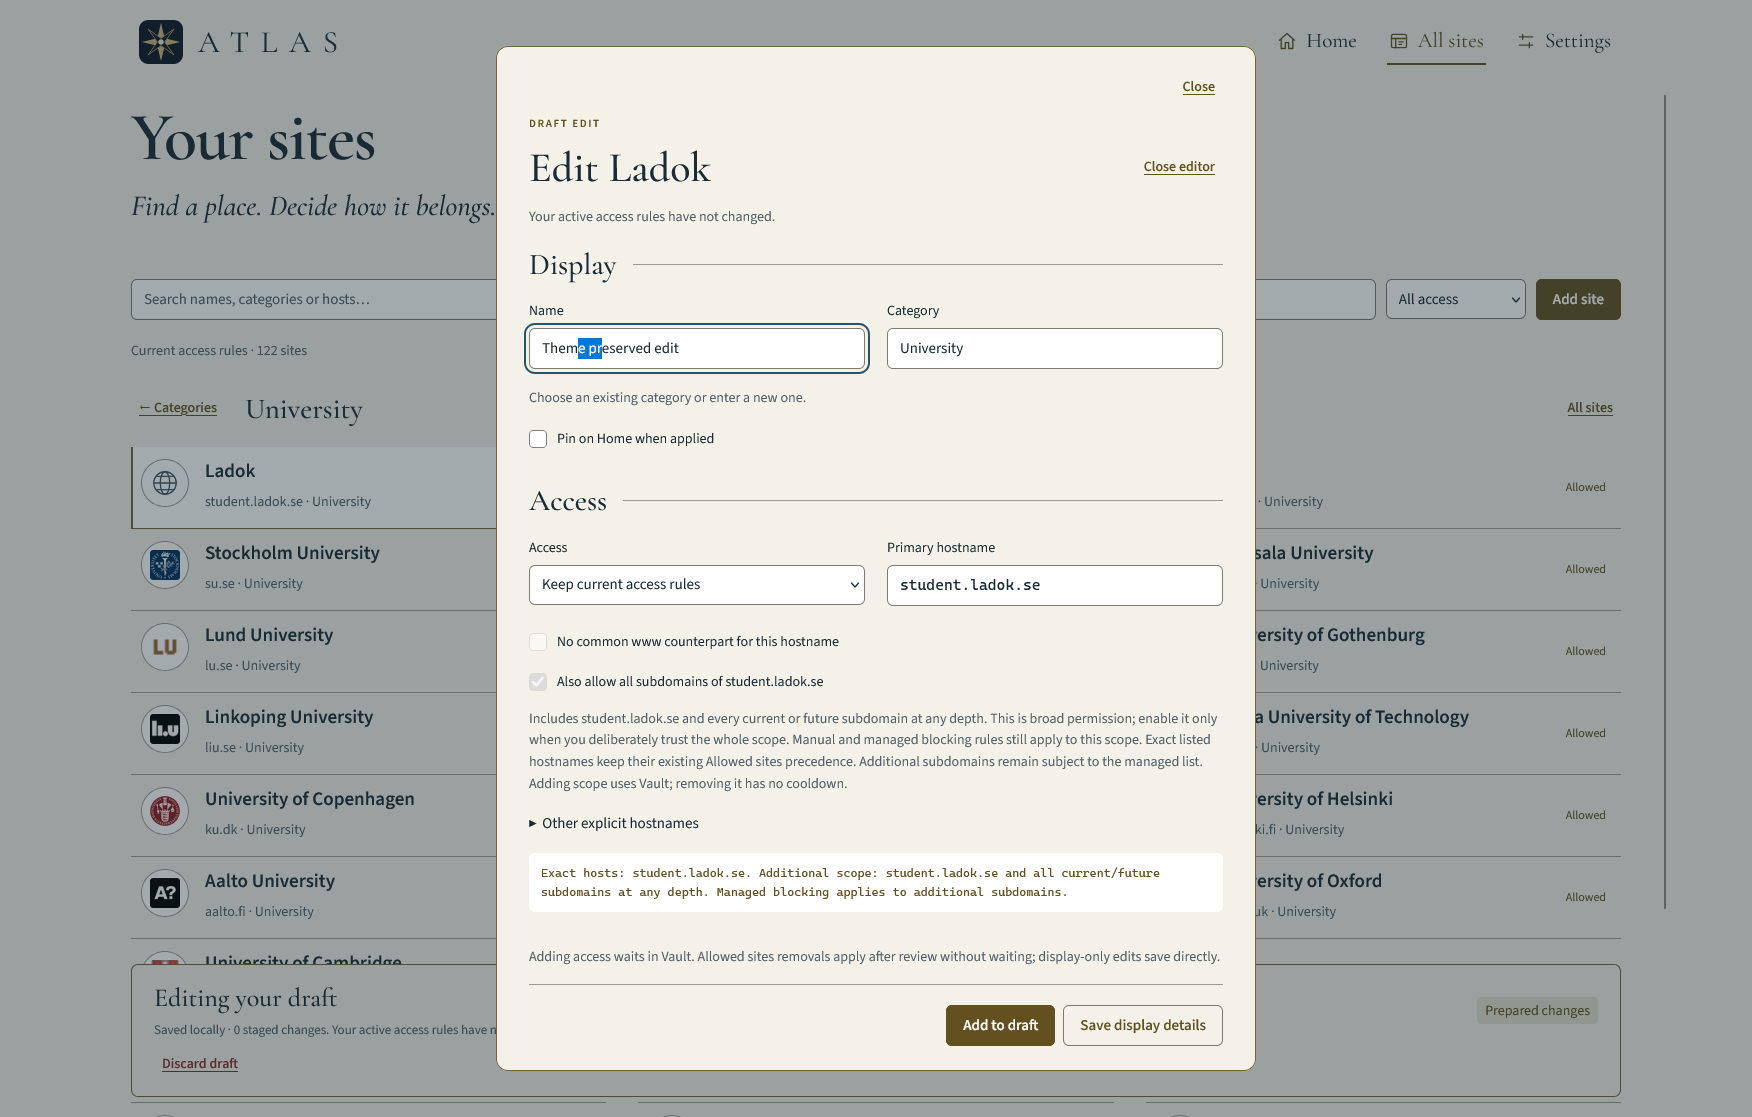 ATLAS
Home
All sites
Settings
Your sites
Find a place. Decide how it belongs.
Search names, categories or hosts…
All access
Add site
Current access rules · 122 sites
← Categories
University
All sites
Ladok
student.ladok.se · University
Stockholm University
su.se · University
Lund University
lu.se · University
Linkoping University
liu.se · University
University of Copenhagen
ku.dk · University
Aalto University
aalto.fi · University
University of Cambridge
· University
Allowed
sala University
· University
Allowed
ersity of Gothenburg
University
Allowed
a University of Technology
· University
Allowed
ersity of Helsinki
ki.fi · University
Allowed
ersity of Oxford
uk · University
Allowed
LU
li.u
A?
Editing your draft
Saved locally · 0 staged changes. Your active access rules have n
Discard draft
Prepared changes
Close
DRAFT EDIT
Edit Ladok
Close editor
Your active access rules have not changed.
Display
Name
Category
Theme preserved edit
University
Choose an existing category or enter a new one.
Pin on Home when applied
Access
Access
Primary hostname
Keep current access rules
student.ladok.se
No common www counterpart for this hostname
Also allow all subdomains of student.ladok.se
Includes student.ladok.se and every current or future subdomain at any depth. This is broad permission; enable it only
when you deliberately trust the whole scope. Manual and managed blocking rules still apply to this scope. Exact listed
hostnames keep their existing Allowed sites precedence. Additional subdomains remain subject to the managed list.
Adding scope uses Vault; removing it has no cooldown.
Other explicit hostnames
Exact hosts: student.ladok.se. Additional scope: student.ladok.se and all current/future
subdomains at any depth. Managed blocking applies to additional subdomains.
Adding access waits in Vault. Allowed sites removals apply after review without waiting; display-only edits save directly.
Add to draft
Save display details